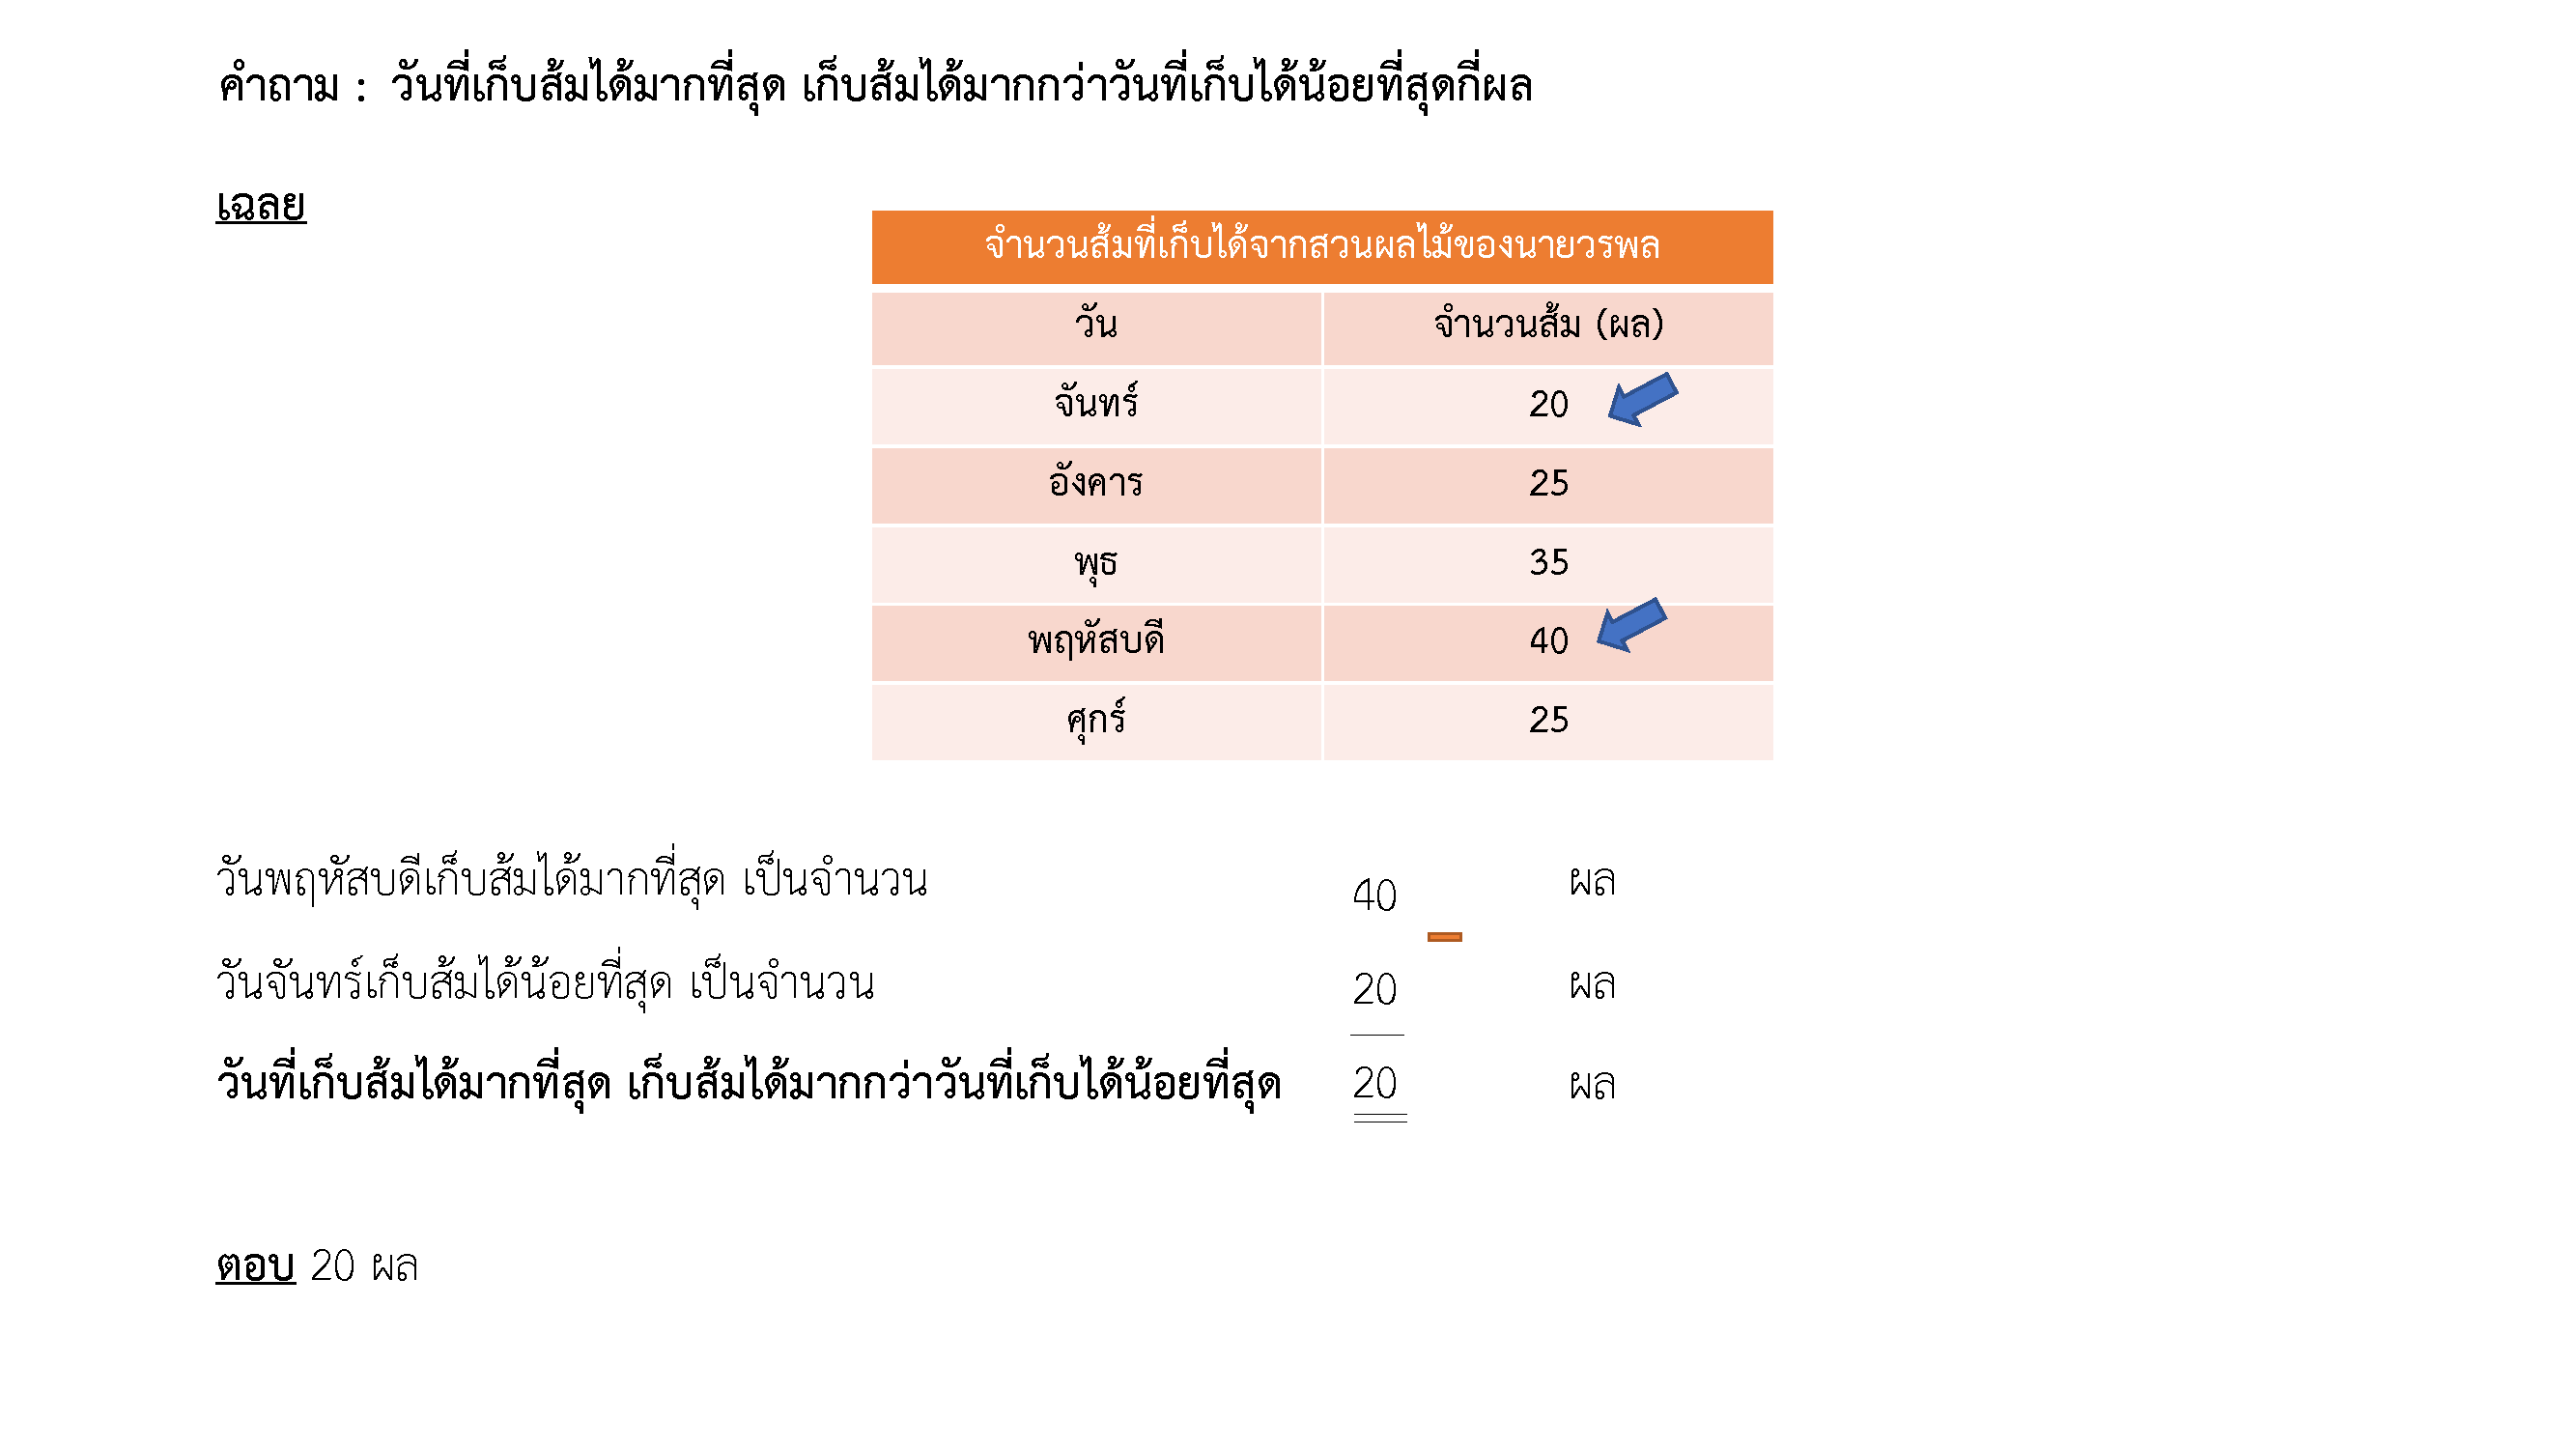 คำถาม : วันที่เก็บส้มได้มากที่สุด เก็บส้มได้มากกว่าวันที่เก็บได้น้อยที่สุดกี่ผล
เฉลย
จำนวนส้มที่เก็บได้จากสวนผลไม้ของนายวรพล
วัน จำนวนส้ม (ผล)
จันทร์ 20
อังคาร 25
พุธ 35
พฤหัสบดี 40
ศุกร์ 25
วันพฤหัสบดีเก็บส้มได้มากที่สุด เป็นจำนวน 40 ผล
วันจันทร์เก็บส้มได้น้อยที่สุด เป็นจำนวน 20 ผล
วันที่เก็บส้มได้มากที่สุด เก็บส้มได้มากกว่าวันที่เก็บได้น้อยที่สุด 20 ผล
ตอบ 20 ผล